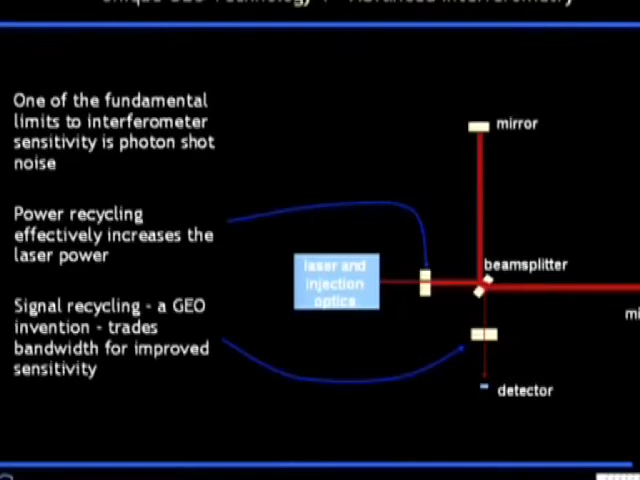 One of the fundamental
limits to interferometer
sensitivity is photon shot
noise
Power recycling
effectively increases the
laser power
Signal recycling - a GEO
invention - trades
bandwidth for improved
sensitivity
mirror
laser and
injection
optics
beamsplitter
mi
detector